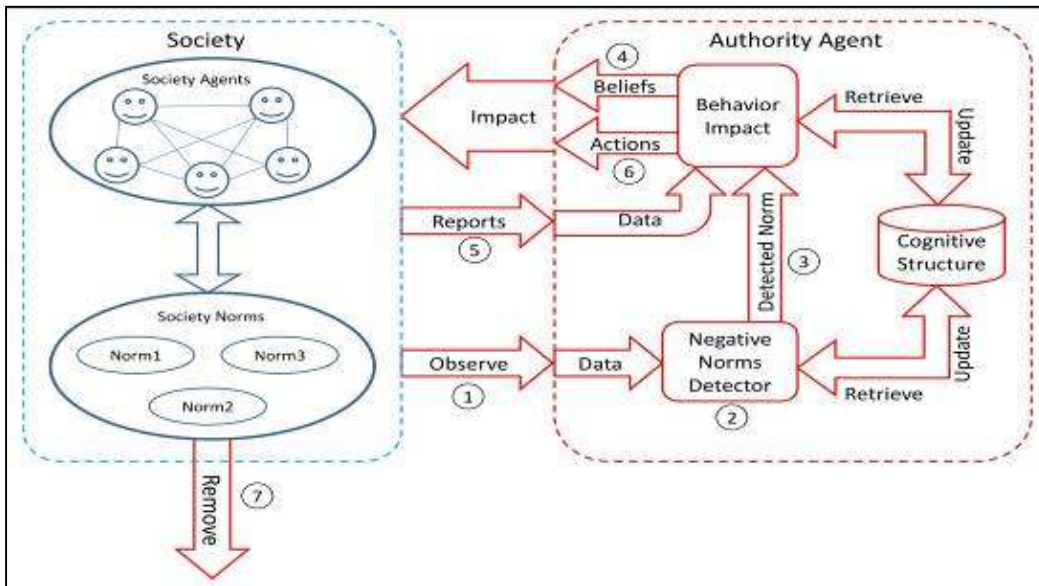 Society
Society Agents
Society Norms
Norm1
Norm3
Norm2
Remove
7
Impact
Reports
5
Observe
1
Authority Agent
4
Beliefs
Actions
6
Behavior
Impact
Retrieve
Update
Data
Detected Norm
3
Cognitive
Structure
Data
Negative
Norms
Detector
2
Retrieve
Update